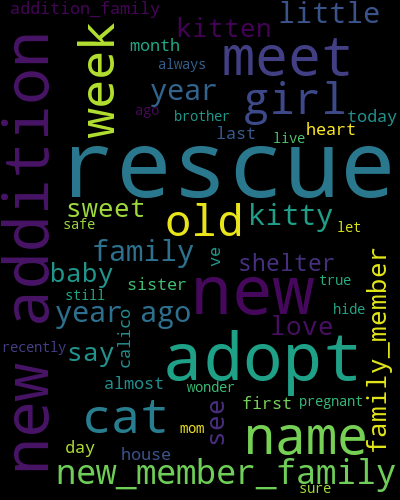 addition_family
little
kitten
week
month
meet
always
year
girl
ago
brother
today
last
heart
live
rescue
new addition
sweet
old
kitty
safe
let
family
ve
shelter
family_member
baby
sister
new
true
still
hide
year ago
love
recently
say
calico
adopt
almost
wonder
cat
see
first
pregnant
name
mom
day
house
new_member_family
sure